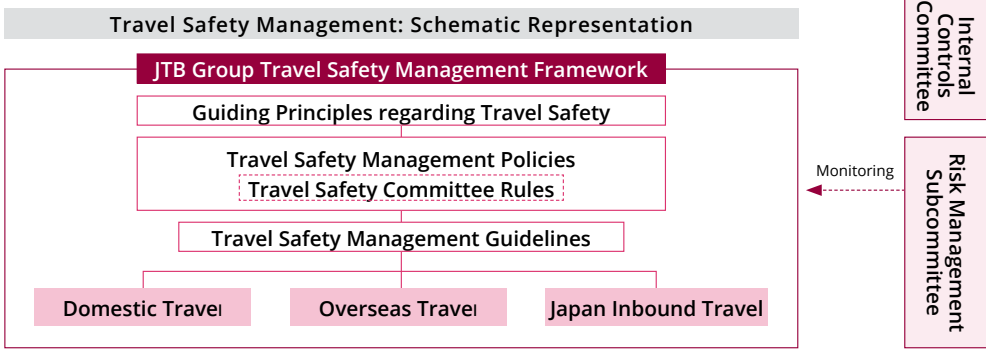 Travel Safety Management: Schematic Representation
JTB Group Travel Safety Management Framework
Guiding Principles regarding Travel Safety
Travel Safety Management Policies
Travel Safety Committee Rules
Travel Safety Management Guidelines
Domestic Travel
Overseas Travel
Japan Inbound Travel
Monitoring
Internal
Controls
Committee
Risk Management
Subcommittee